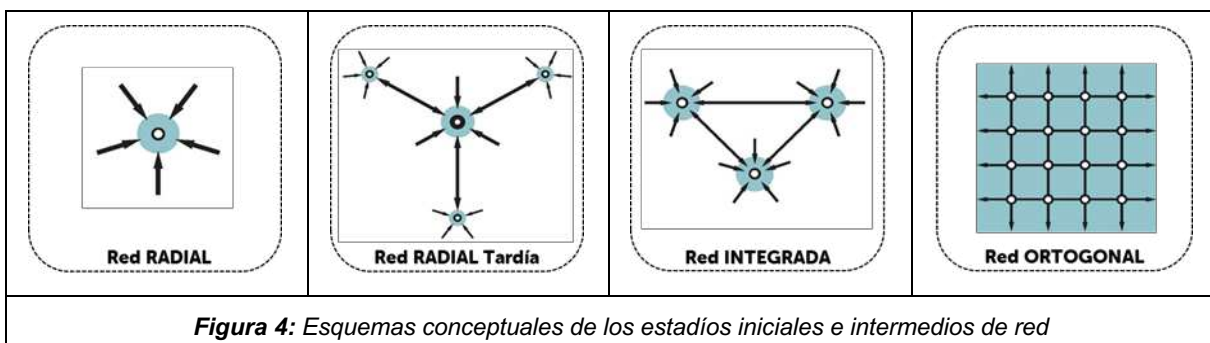 Red RADIAL
Red RADIAL Tardía
Red INTEGRADA
Red ORTOGONAL
Figura 4: Esquemas conceptuales de los estadíos iniciales e intermedios de red